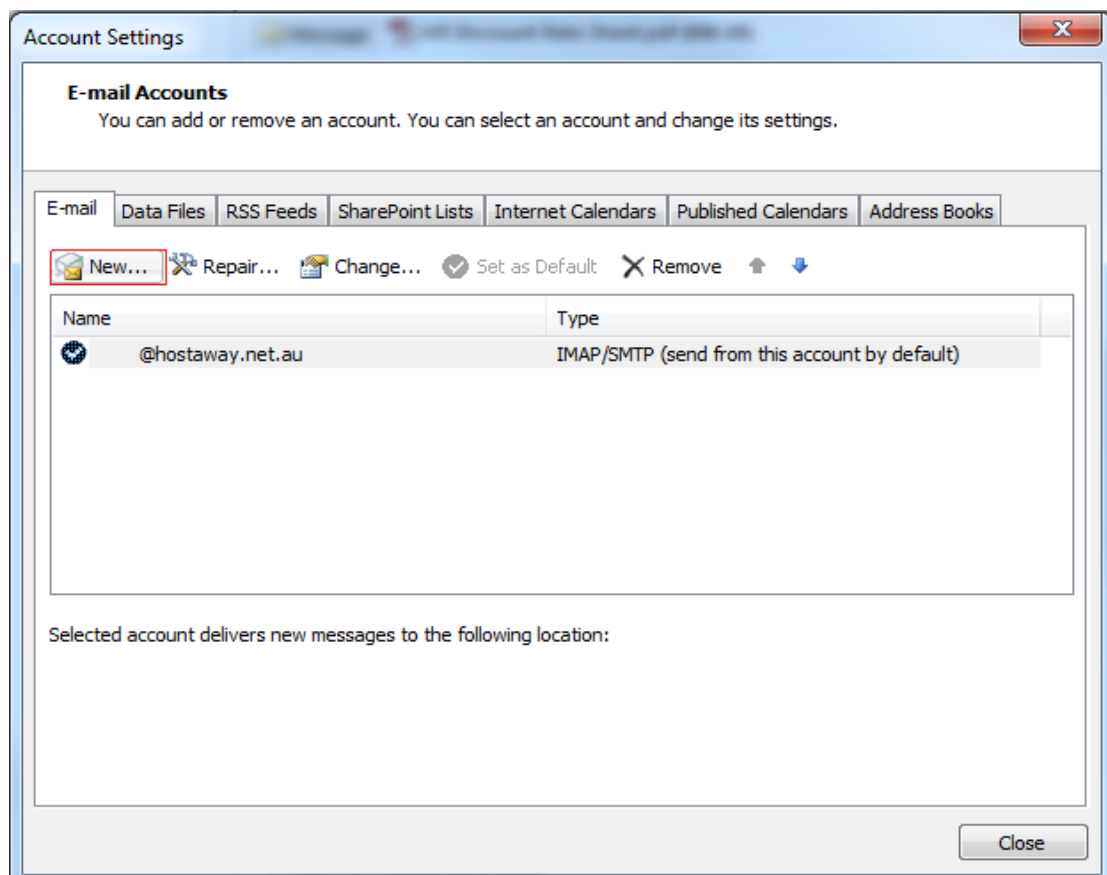 Account Settings
E-mail Accounts
You can add or remove an account. You can select an account and change its settings.
E-mail Data Files RSS Feeds SharePoint Lists Internet Calendars Published Calendars Address Books
New... Repair... Change... Set as Default Remove
Name Type
@hostaway.net.au IMAP/SMTP (send from this account by default)
Selected account delivers new messages to the following location:
Close